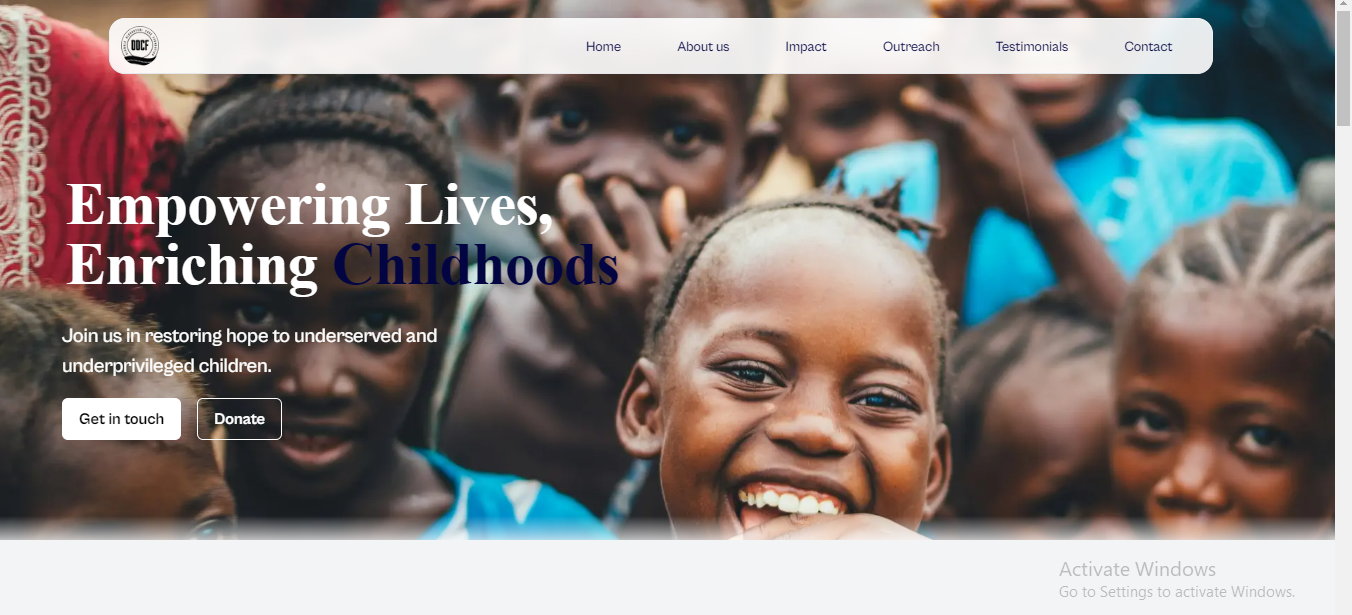 OOCF
Home About us Impact Outreach Testimonials Contact
Empowering Lives,
Enriching Childhoods
Join us in restoring hope to underserved and
underprivileged children.
Get in touch Donate
Activate Windows
Go to Settings to activate Windows.